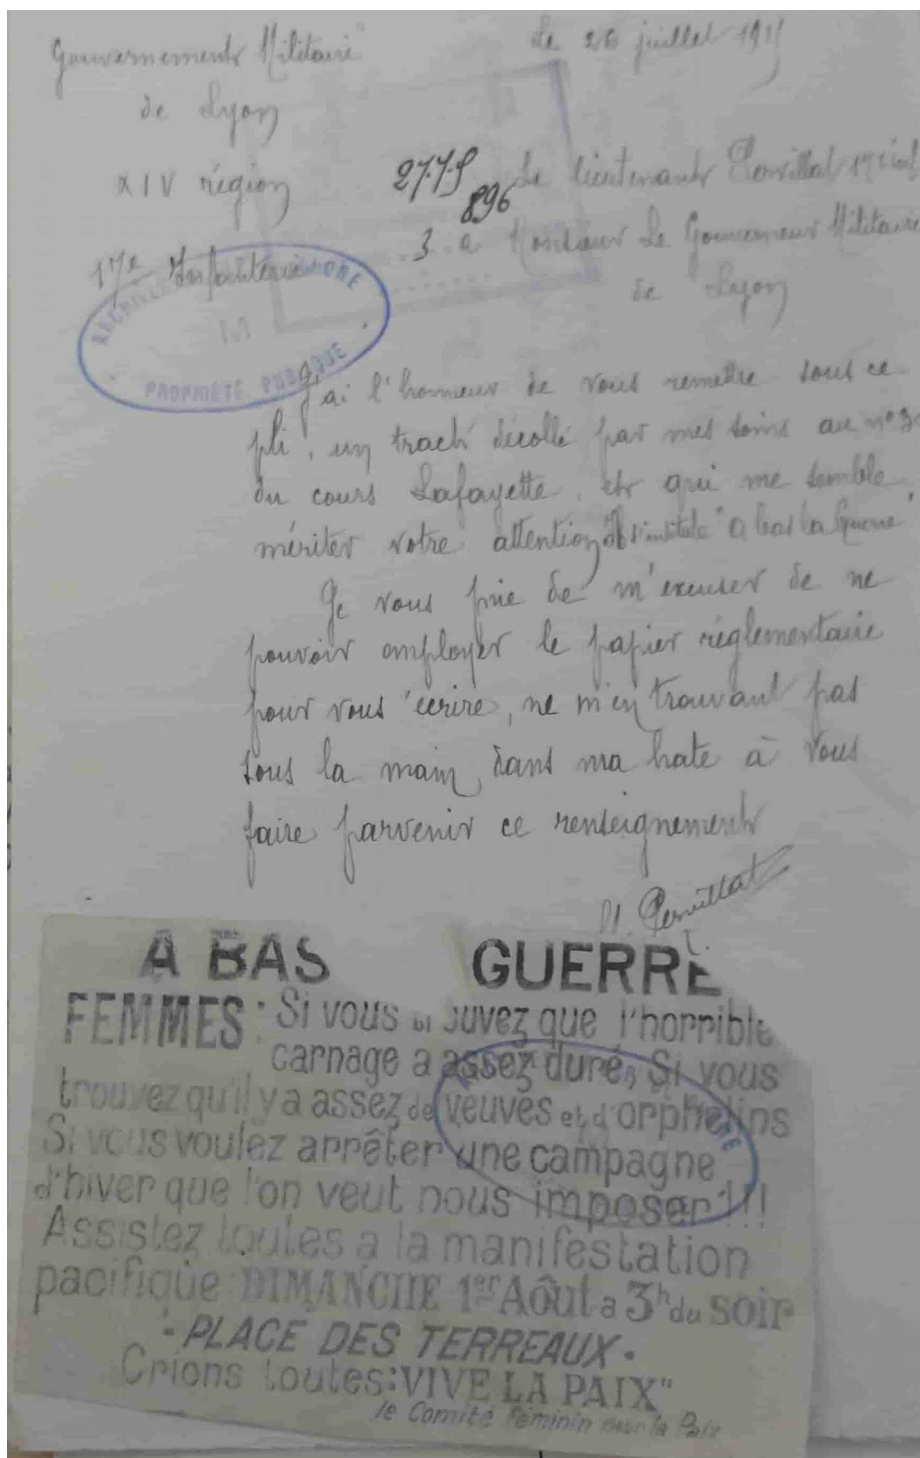 Gouvernement Militaire
de Lyon
XIV région
17e Infanterie
Le 26 juillet 1915
2775
896
3
Le lieutenant 17e inf
a Monsieur Le Gouverneur Militaire
de Lyon
PROPRIÉTÉ PUBLIQUE
J'ai l'honneur de vous remettre sous ce
pli, un tract décollé par mes soins au n°
du cours Lafayette, et qui me semble
mériter votre attention, il s'intitule "A bas la Guerre"
Je vous prie de m'excuser de ne
pouvoir employer le papier réglementaire
pour vous écrire, ne m'en trouvant pas
sous la main, dans ma hate à vous
faire parvenir ce renseignement
A BAS GUERRE
FEMMES: Si vous trouvez que l'horrible
carnage a assez duré, Si vous
trouvez qu'il y a assez de veuves et d'orphelins
Si vous voulez arrêter une campagne
d'hiver que l'on veut nous imposer!!!
Assistez toutes a la manifestation
pacifique DIMANCHE 1er Août a 3h du soir
- PLACE DES TERREAUX -
Crions toutes: VIVE LA PAIX"
le Comité Féminin pour la Paix